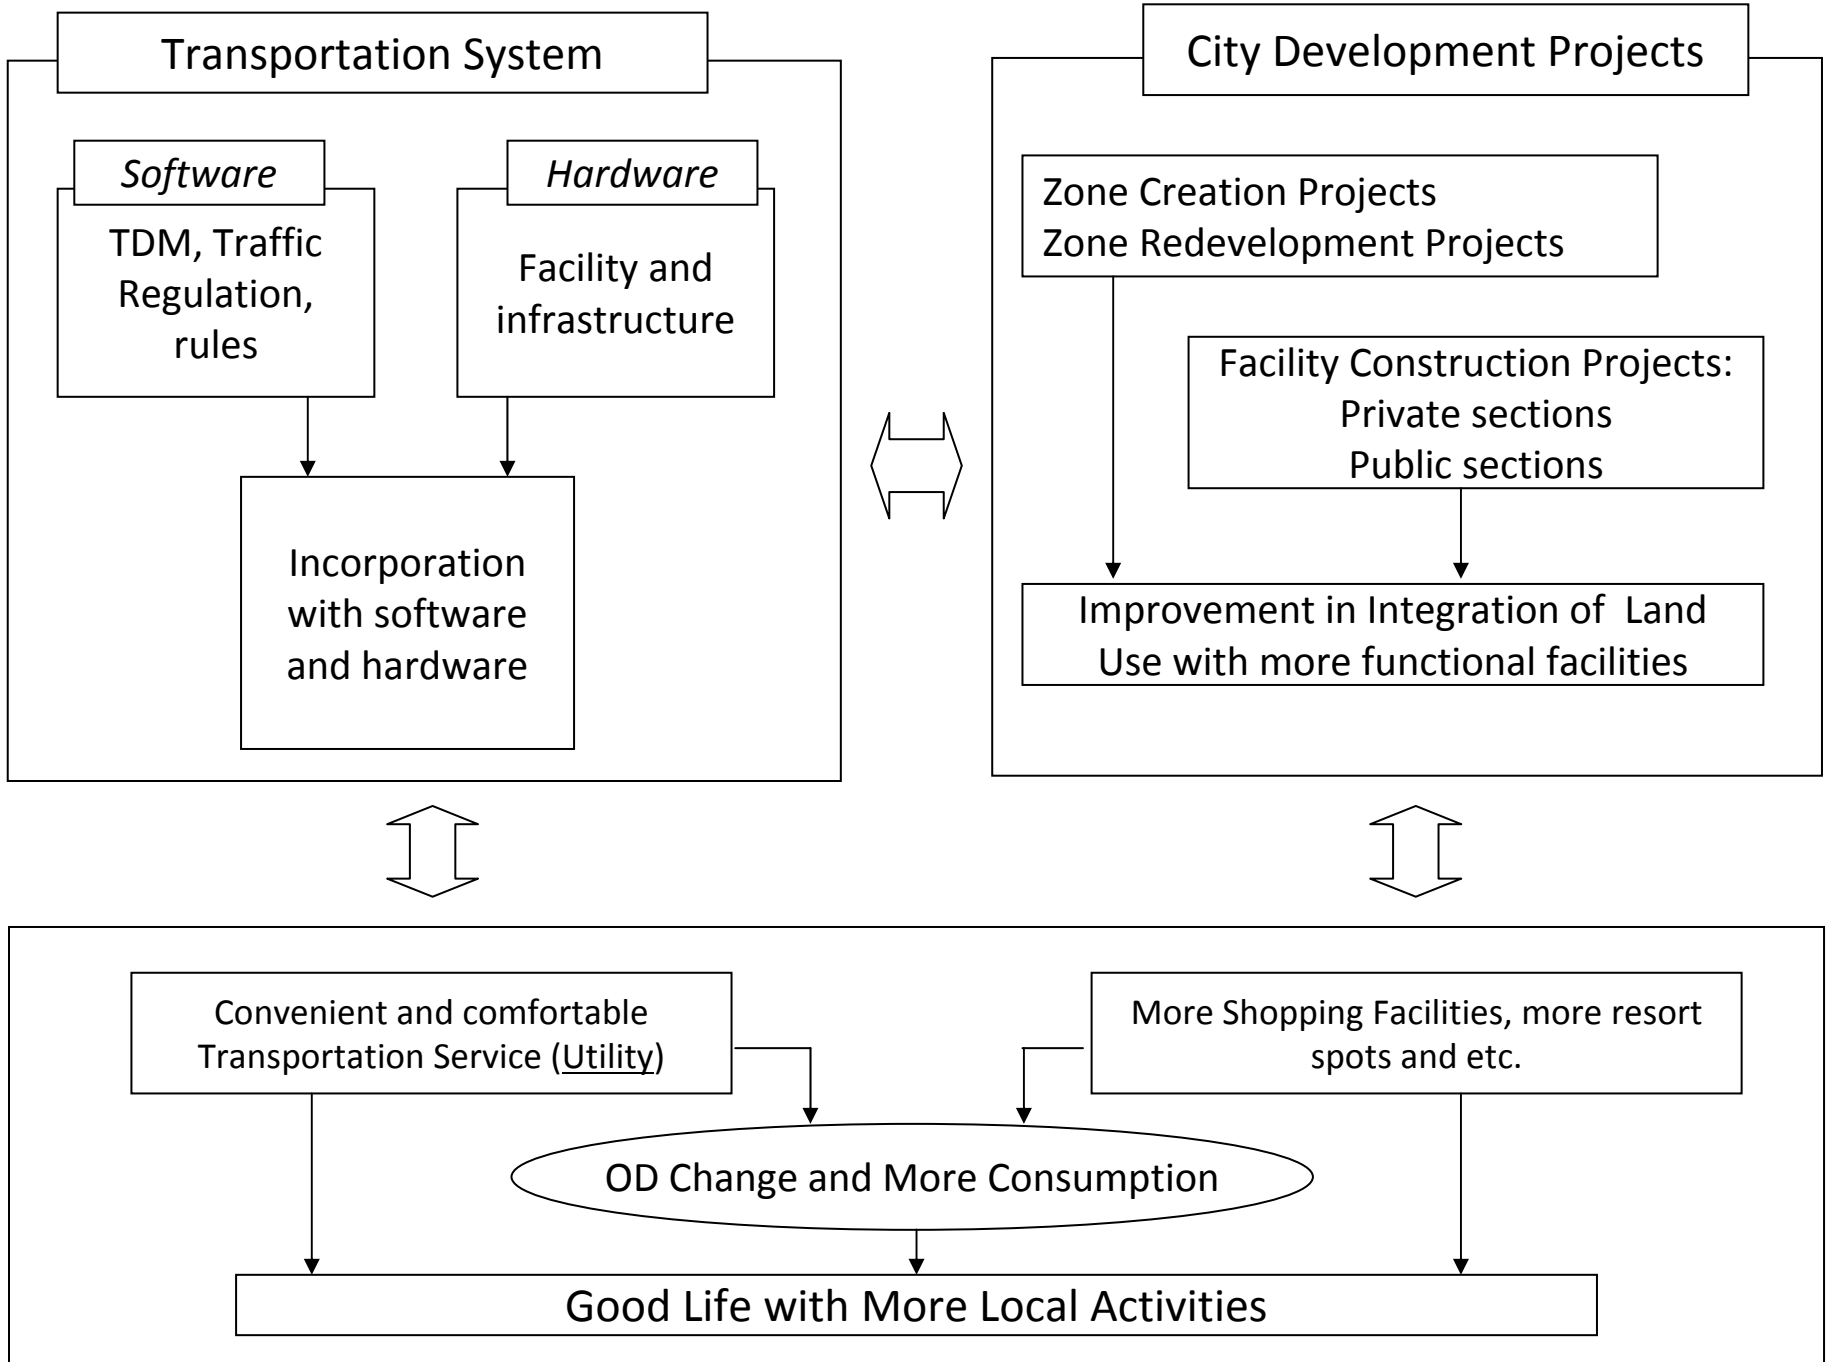 Transportation System
Software
TDM, Traffic
Regulation,
rules
Hardware
Facility and
infrastructure
Incorporation
with software
and hardware
City Development Projects
Zone Creation Projects
Zone Redevelopment Projects
Facility Construction Projects:
Private sections
Public sections
Improvement in Integration of Land
Use with more functional facilities
Convenient and comfortable
Transportation Service (Utility)
More Shopping Facilities, more resort
spots and etc.
OD Change and More Consumption
Good Life with More Local Activities